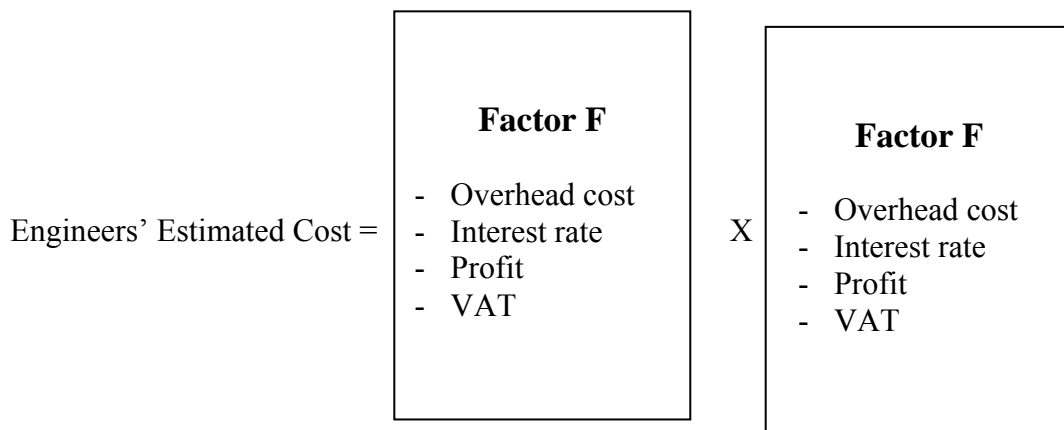 Engineers’ Estimated Cost =
Factor F
- Overhead cost
- Interest rate
- Profit
- VAT
X
Factor F
- Overhead cost
- Interest rate
- Profit
- VAT